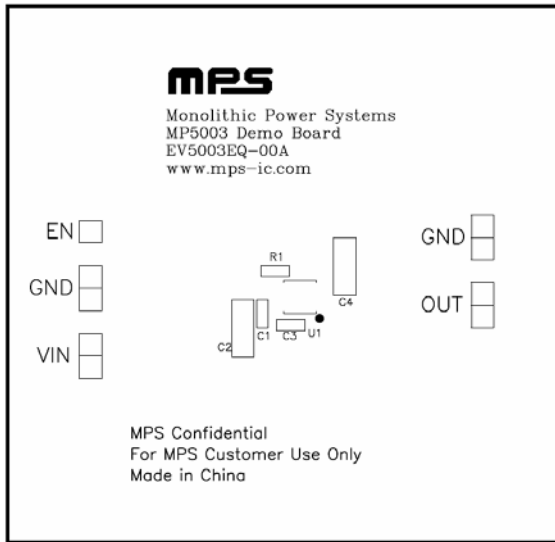 MPS
Monolithic Power Systems
MP5003 Demo Board
EV5003EQ-00A
www.mps-ic.com
EN
GND
VIN
R1
C4
C2
C1
C3
U1
GND
OUT
MPS Confidential
For MPS Customer Use Only
Made in China